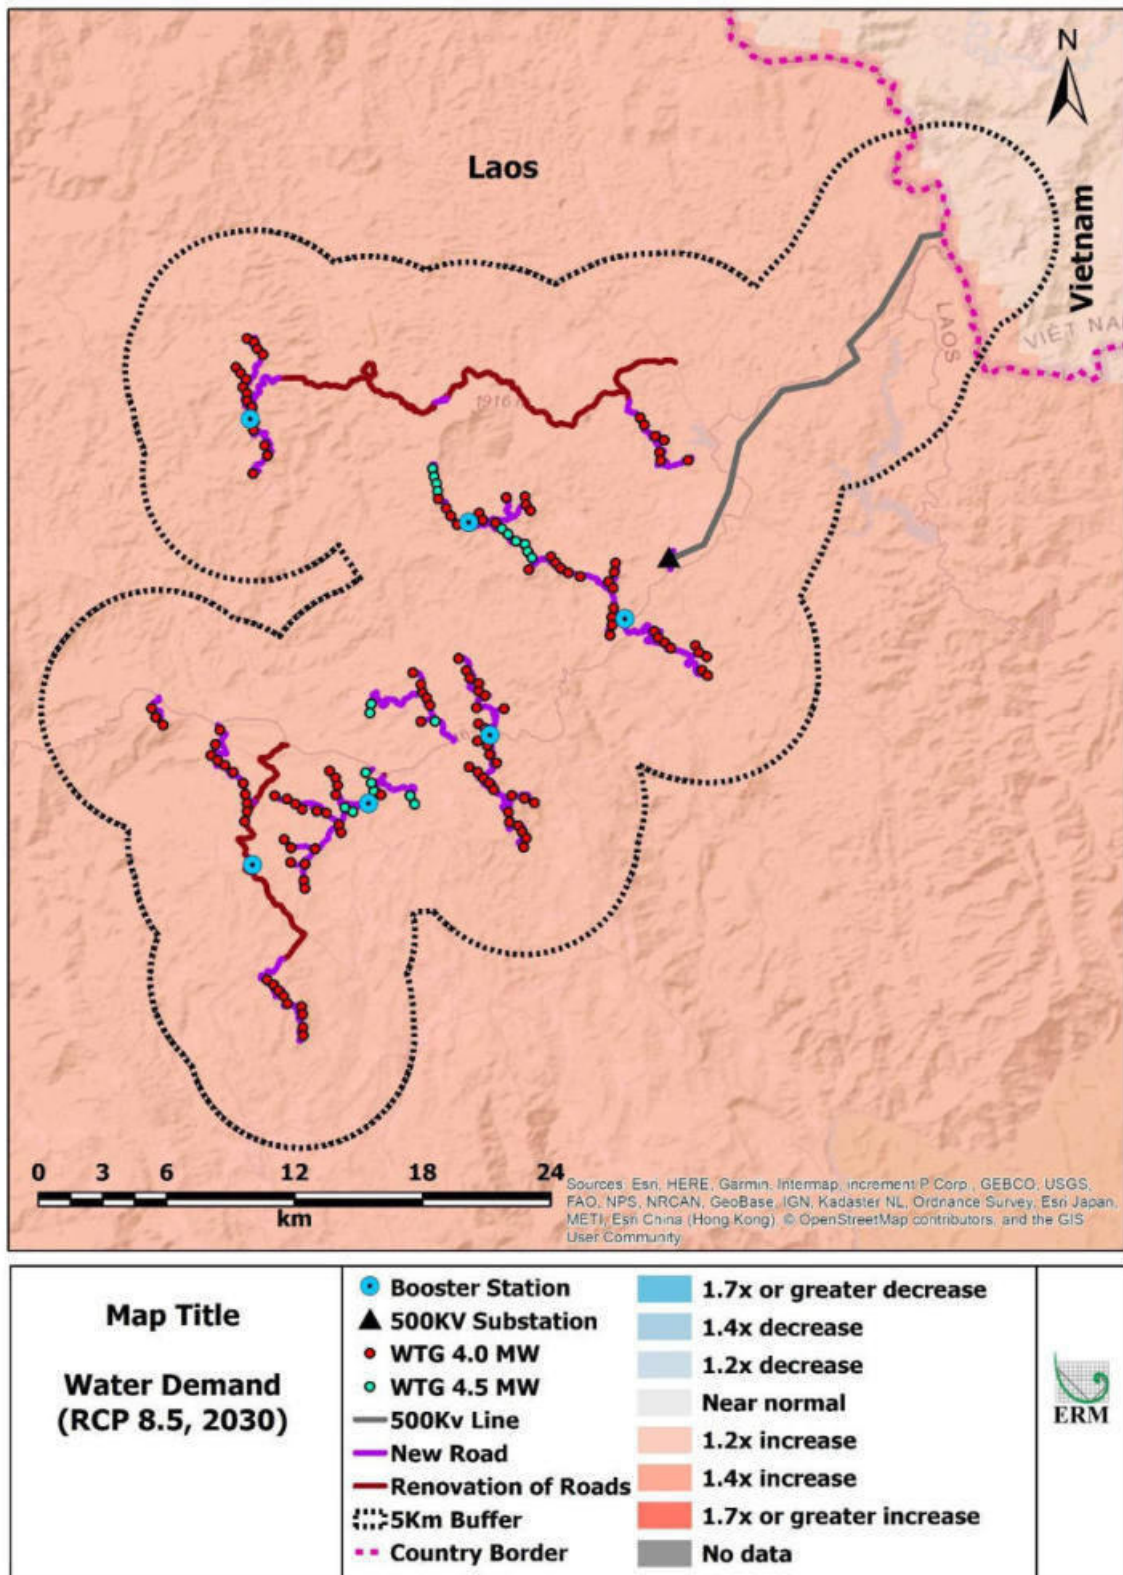 N
Laos
Vietnam
LAOS
VIỆT NA
1916
0 3 6 12 18 24
km
Sources: Esri, HERE, Garmin, Intermap, increment P Corp., GEBCO, USGS,
FAO, NPS, NRCAN, GeoBase, IGN, Kadaster NL, Ordnance Survey, Esri Japan,
METI, Esri China (Hong Kong), © OpenStreetMap contributors, and the GIS
User Community
Map Title
Water Demand
(RCP 8.5, 2030)
Booster Station
500KV Substation
WTG 4.0 MW
WTG 4.5 MW
500Kv Line
New Road
Renovation of Roads
5Km Buffer
Country Border
1.7x or greater decrease
1.4x decrease
1.2x decrease
Near normal
1.2x increase
1.4x increase
1.7x or greater increase
No data
ERM